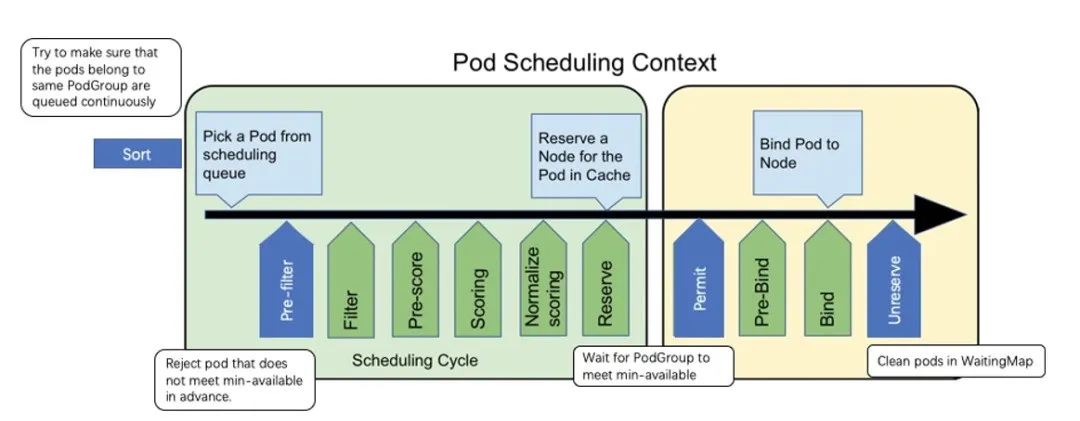 Pod Scheduling Context
Try to make sure that
the pods belong to
same PodGroup are
queued continuously
Sort
Pick a Pod from
scheduling
queue
Reserve a
Node for the
Pod in Cache
Bind Pod to
Node
Pre-filter
Filter
Pre-score
Scoring
Normalize
scoring
Reserve
Permit
Pre-Bind
Bind
Unreserve
Reject pod that does
not meet min-available
in advance.
Scheduling Cycle
Wait for PodGroup to
meet min-available
Clean pods in WaitingMap